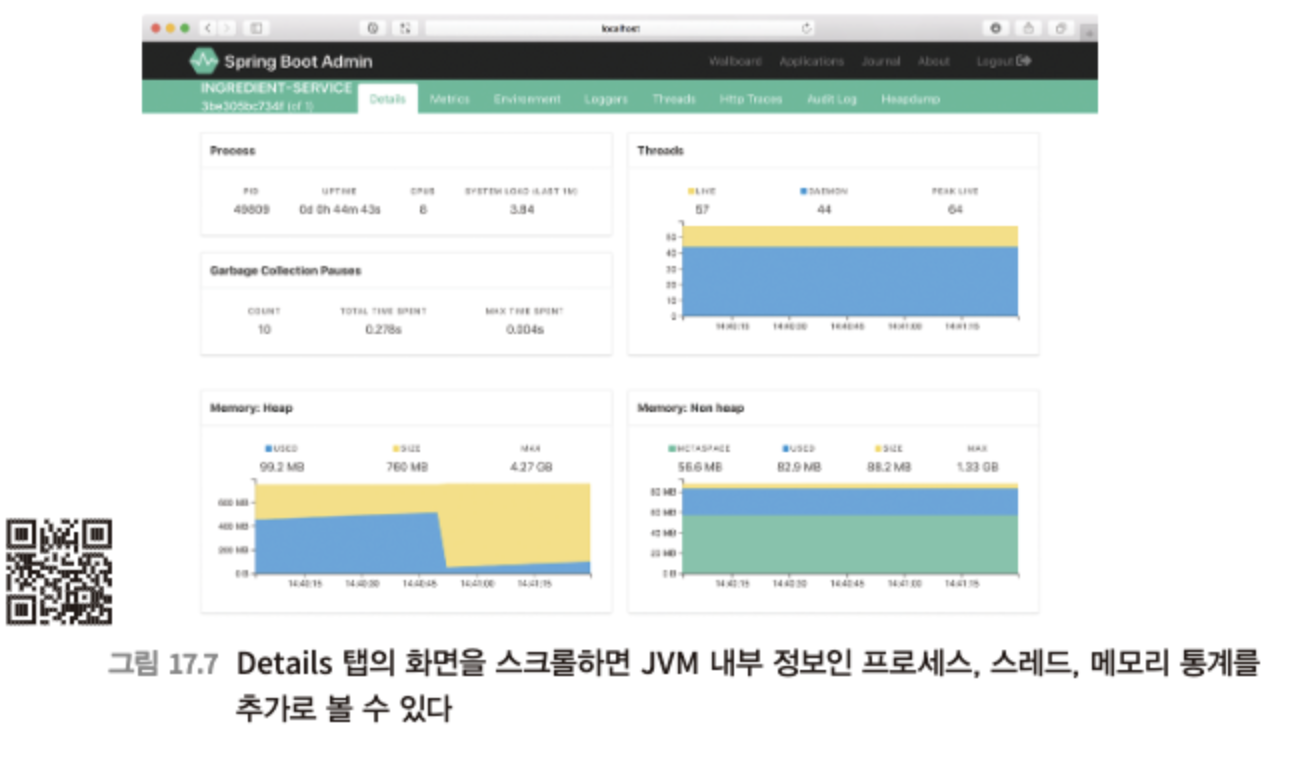 localhost
Spring Boot Admin
Wallboard Applications Journal About Logout
INGREDIENT-SERVICE
3be305bc734f (of 1)
Details Metrics Environment Loggers Threads Http Traces Audit Log Heapdump
Process
PID UPTIME CPUS SYSTEM LOAD (LAST 1M)
49809 0d 0h 44m 43s 8 3.84
Garbage Collection Pauses
COUNT TOTAL TIME SPENT MAX TIME SPENT
10 0.278s 0.004s
Threads
LIVE DAEMON PEAK LIVE
57 44 64
50
40
30
20
10
0
14:40:15 14:40:30 14:40:45 14:41:00 14:41:15
Memory: Heap
USED SIZE MAX
99.2 MB 760 MB 4.27 GB
600 MB
400 MB
200 MB
0 B
14:40:15 14:40:30 14:40:45 14:41:00 14:41:15
Memory: Non heap
METASPACE USED SIZE MAX
56.6 MB 82.9 MB 88.2 MB 1.33 GB
80 MB
60 MB
40 MB
20 MB
0 B
14:40:15 14:40:30 14:40:45 14:41:00 14:41:15
그림 17.7 Details 탭의 화면을 스크롤하면 JVM 내부 정보인 프로세스, 스레드, 메모리 통계를
추가로 볼 수 있다